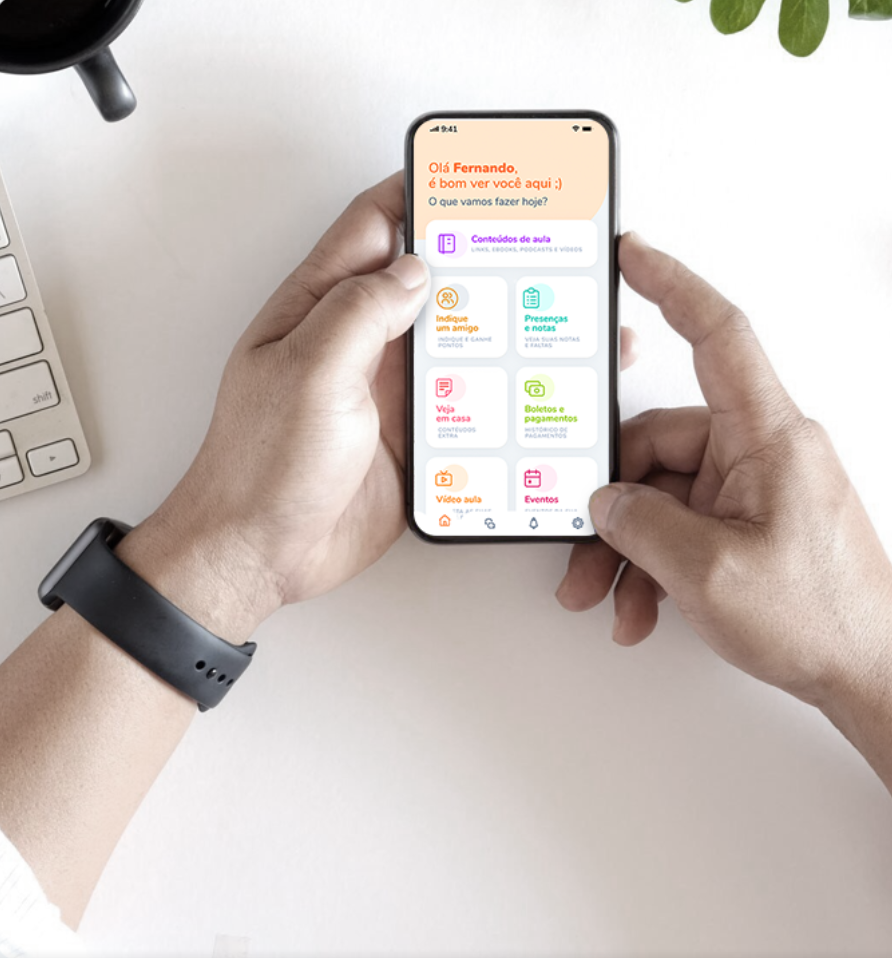 9:41
Olá Fernando,
é bom ver você aqui ;)
O que vamos fazer hoje?
Conteúdos de aula
LINKS, EBOOKS, PODCASTS E VÍDEOS
Indique
um amigo
INDIQUE E GANHE
PONTOS
Presenças
e notas
VEJA SUAS NOTAS
E FALTAS
Veja
em casa
CONTEÚDOS
EXTRA
Boletos e
pagamentos
HISTÓRICO DE
PAGAMENTOS
Vídeo aula
Eventos
shift